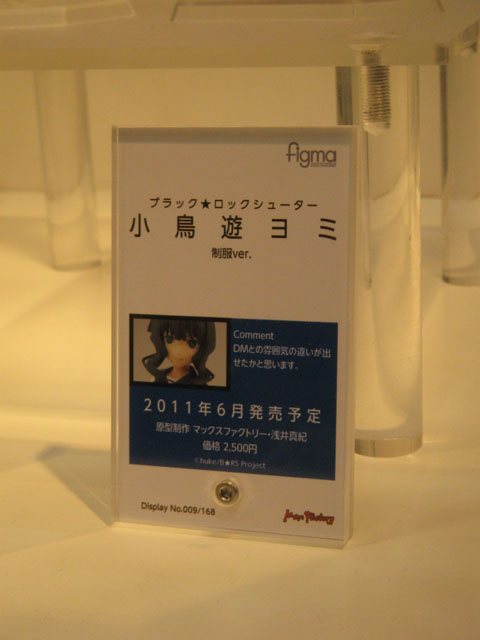 figma
ブラック★ロックシューター
小鳥遊ヨミ
制服ver.
Comment
DMとの雰囲気の違いが出
せたかと思います。
2011年6月発売予定
原型制作 マックスファクトリー・浅井真紀
価格 2,500円
©huke/B★RS Project
Display No.009/168
Max Factory